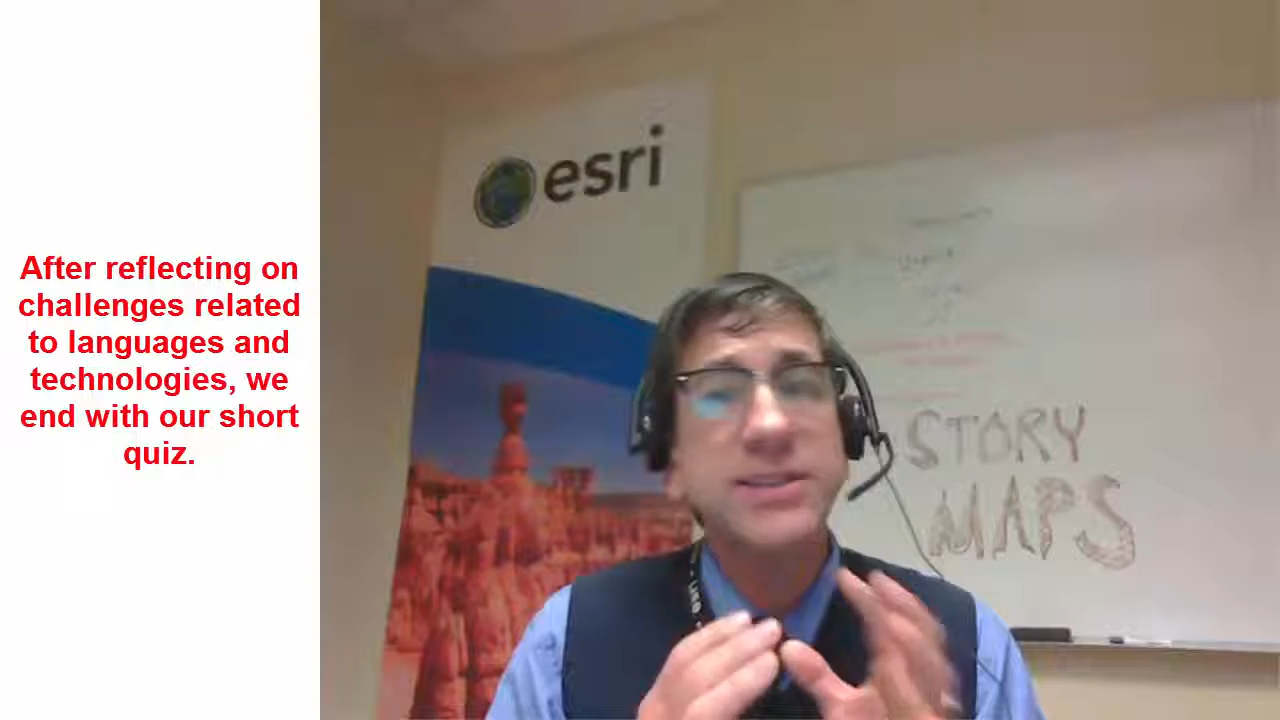 After reflecting on
challenges related
to languages and
technologies, we
end with our short
quiz.
esri
STORY
MAPS